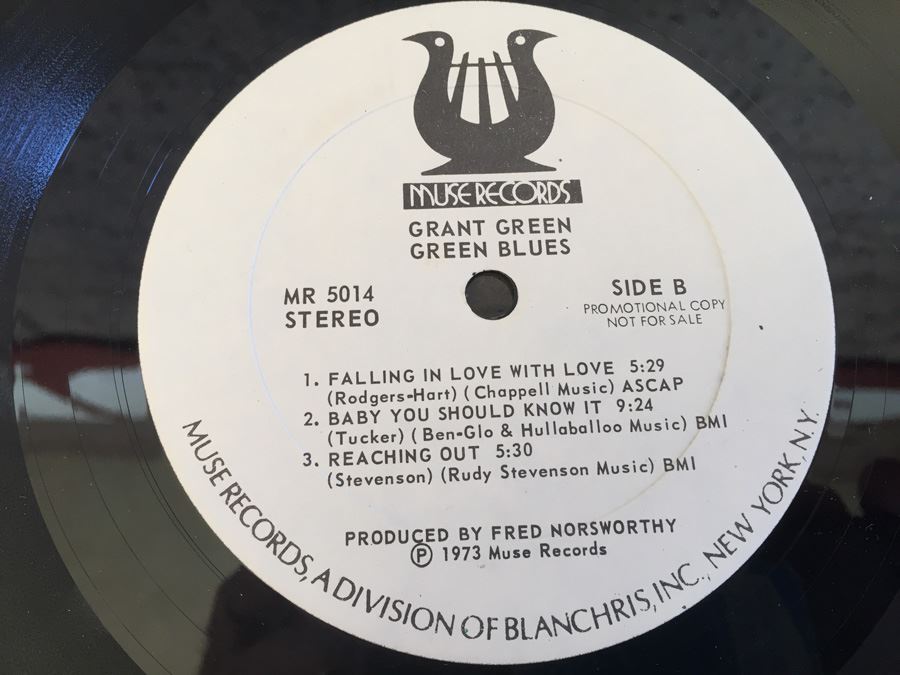 MUSE RECORDS
GRANT GREEN
GREEN BLUES
MR 5014
STEREO
SIDE B
PROMOTIONAL COPY
NOT FOR SALE
1. FALLING IN LOVE WITH LOVE 5:29
(Rodgers-Hart) (Chappell Music) ASCAP
2. BABY YOU SHOULD KNOW IT 9:24
(Tucker) (Ben-Glo & Hullaballoo Music) BMI
3. REACHING OUT 5:30
(Stevenson) (Rudy Stevenson Music) BMI
PRODUCED BY FRED NORSWORTHY
Ⓟ 1973 Muse Records
MUSE RECORDS, A DIVISION OF BLANCHRIS, INC., NEW YORK, N.Y.